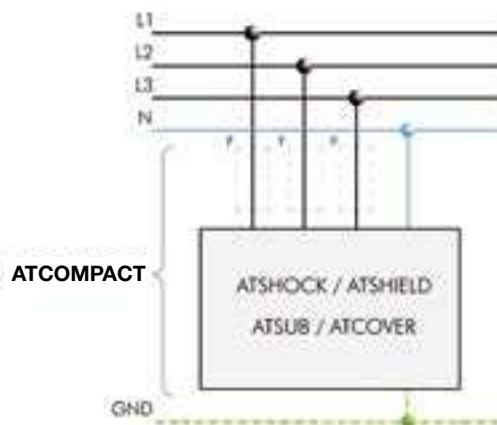 L1
L2
L3
N
ATCOMPACT
ATSHOCK / ATSHIELD
ATSUB / ATCOVER
GND